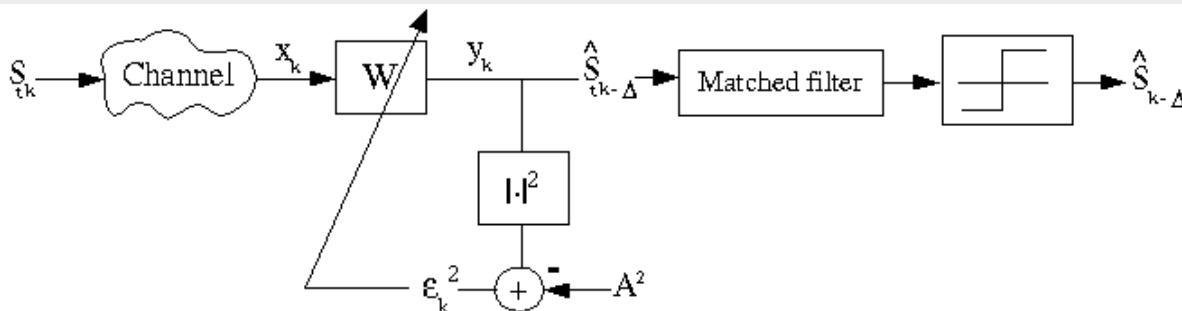 S_tk
Channel
x_k
W
y_k
Ŝ_tk-Δ
Matched filter
Ŝ_k-Δ
|·|²
ε_k²
+
-
A²